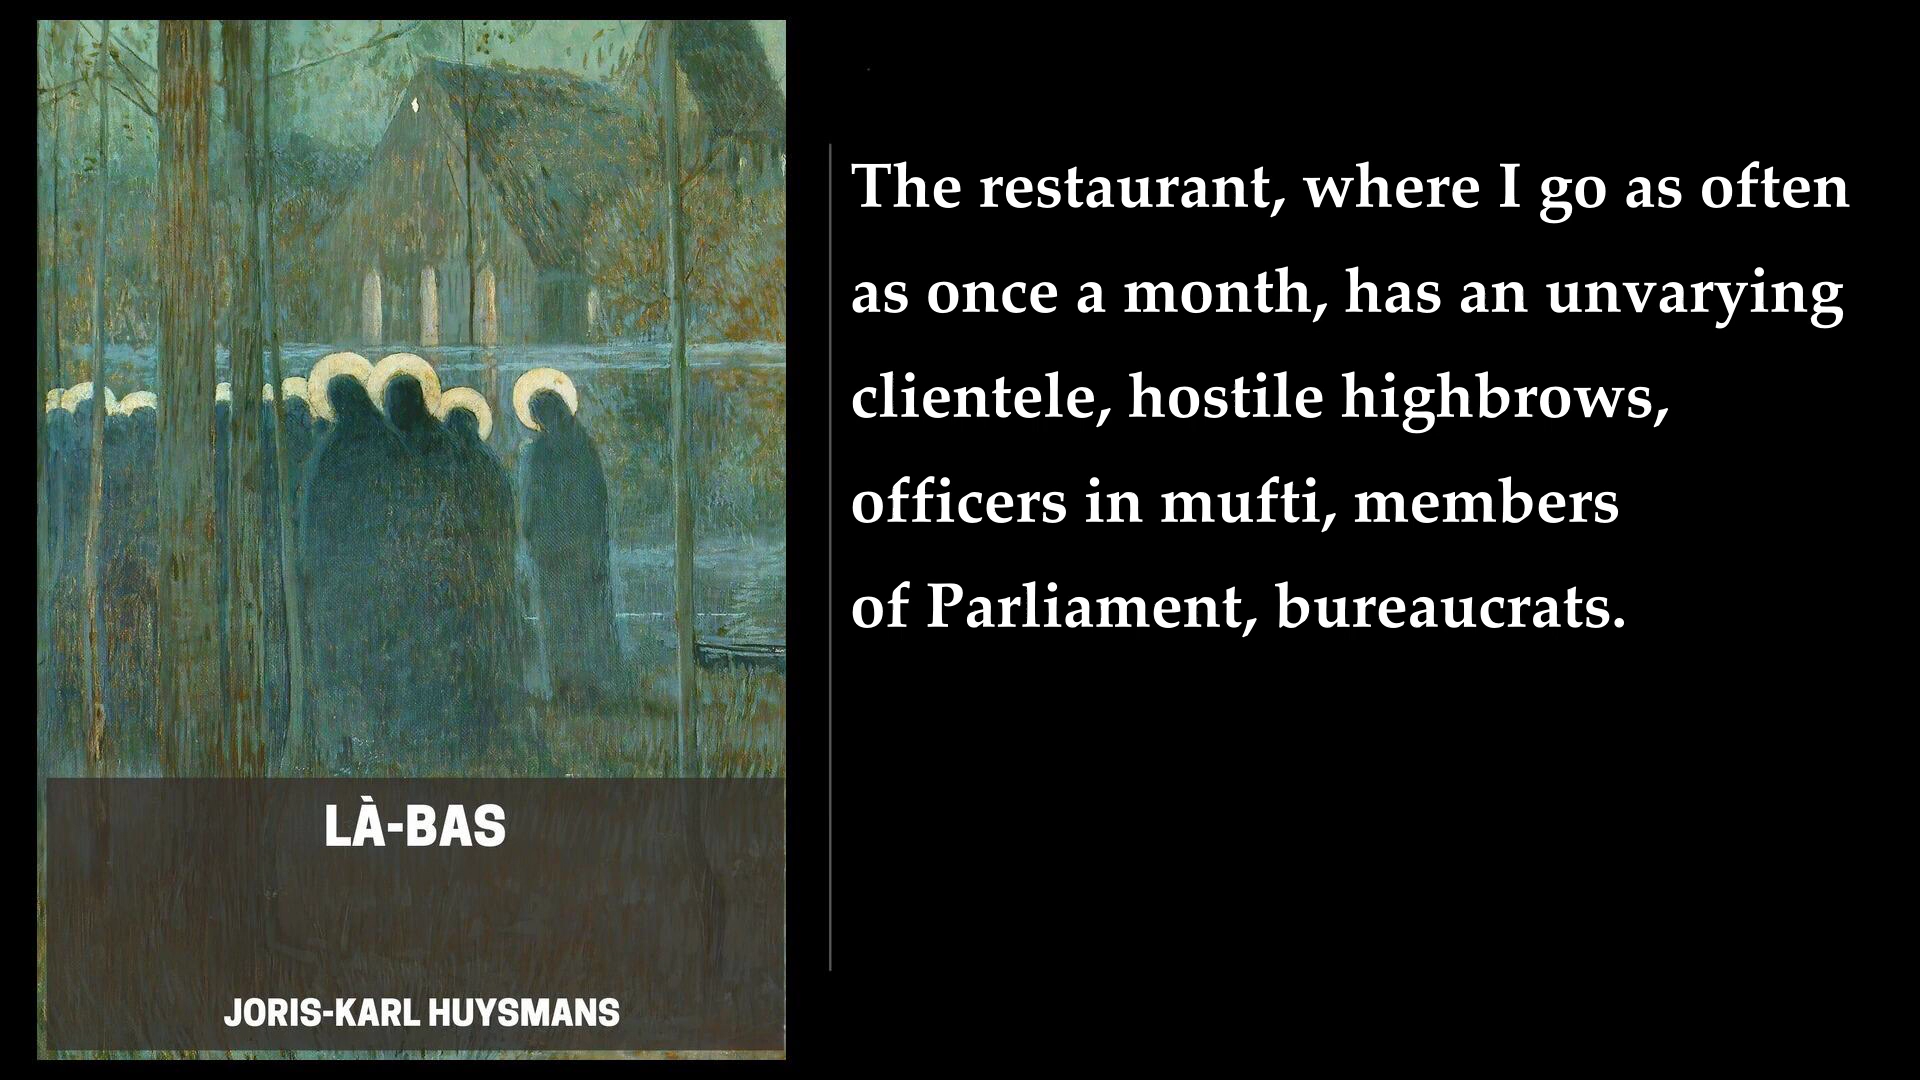 LÀ-BAS
JORIS-KARL HUYSMANS
The restaurant, where I go as often
as once a month, has an unvarying
clientele, hostile highbrows,
officers in mufti, members
of Parliament, bureaucrats.